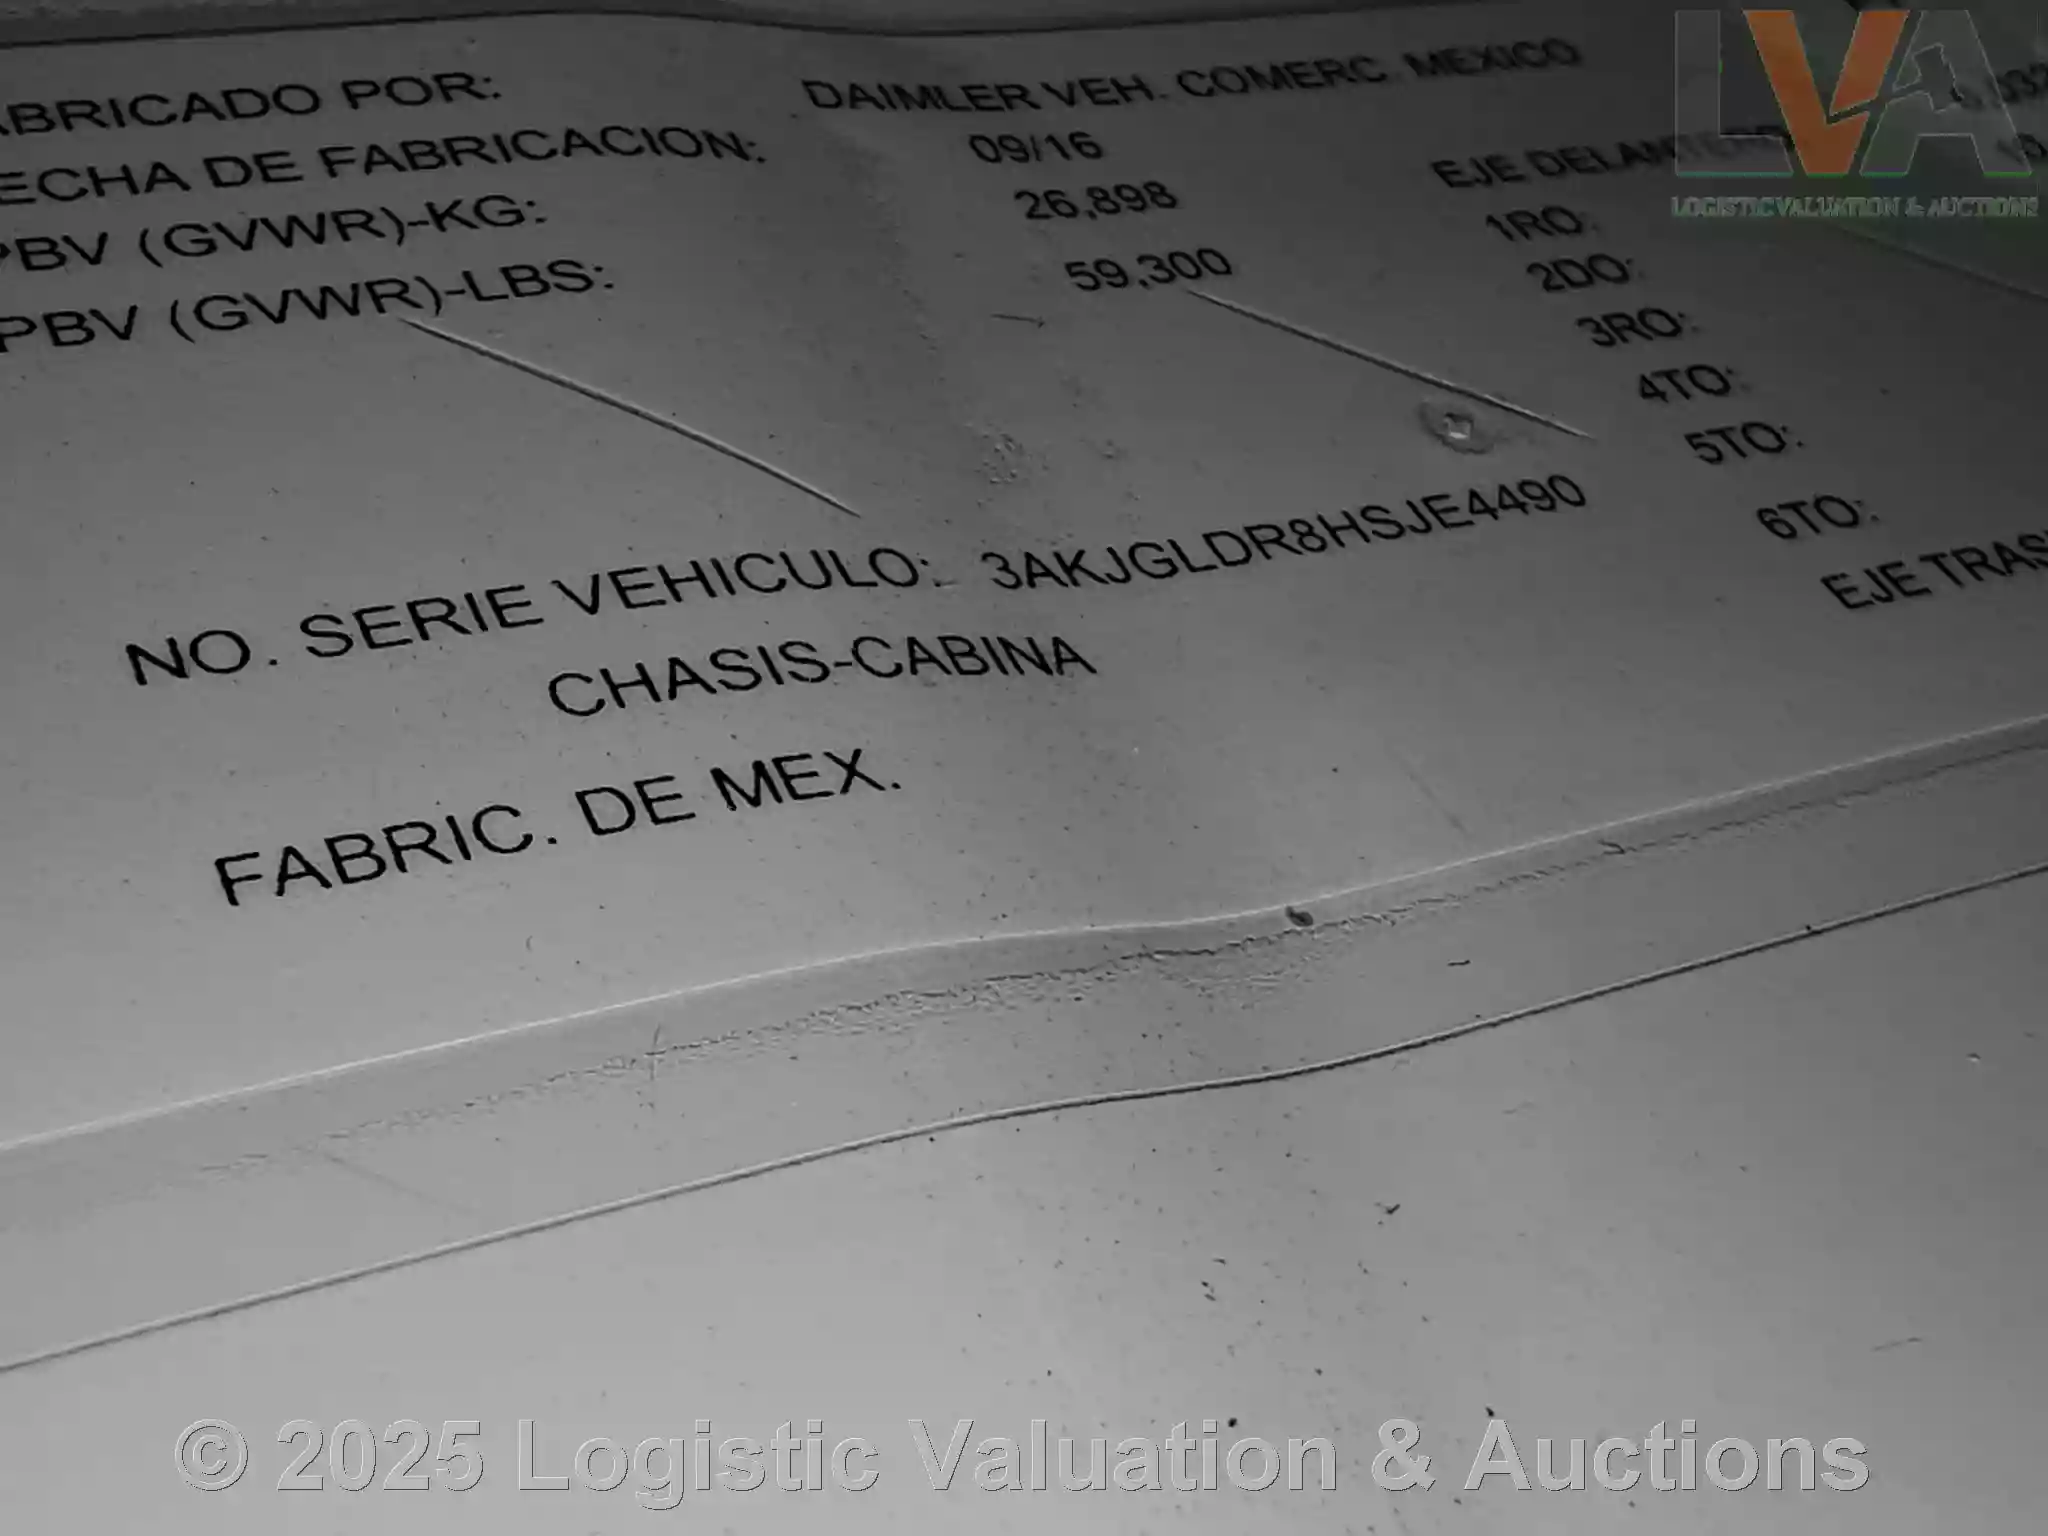 ABRICADO POR: DAIMLER VEH. COMERC. MEXICO
ECHA DE FABRICACION: 09/16
PBV (GVWR)-KG: 26,898
PBV (GVWR)-LBS: 59,300
EJE DELANTERO
1RO:
2DO:
3RO:
4TO:
5TO:
6TO:
EJE TRAS
NO. SERIE VEHICULO: 3AKJGLDR8HSJE4490
CHASIS-CABINA
FABRIC. DE MEX.
LVA
LOGISTIC VALUATION & AUCTIONS
© 2025 Logistic Valuation & Auctions